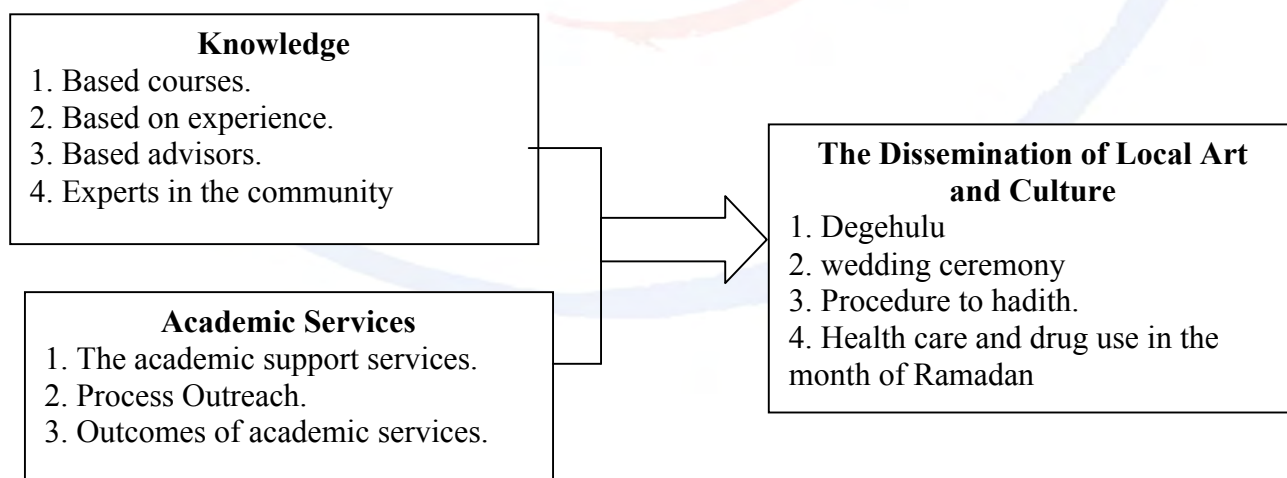 Knowledge
1. Based courses.
2. Based on experience.
3. Based advisors.
4. Experts in the community
Academic Services
1. The academic support services.
2. Process Outreach.
3. Outcomes of academic services.
The Dissemination of Local Art
and Culture
1. Degehulu
2. wedding ceremony
3. Procedure to hadith.
4. Health care and drug use in the
month of Ramadan